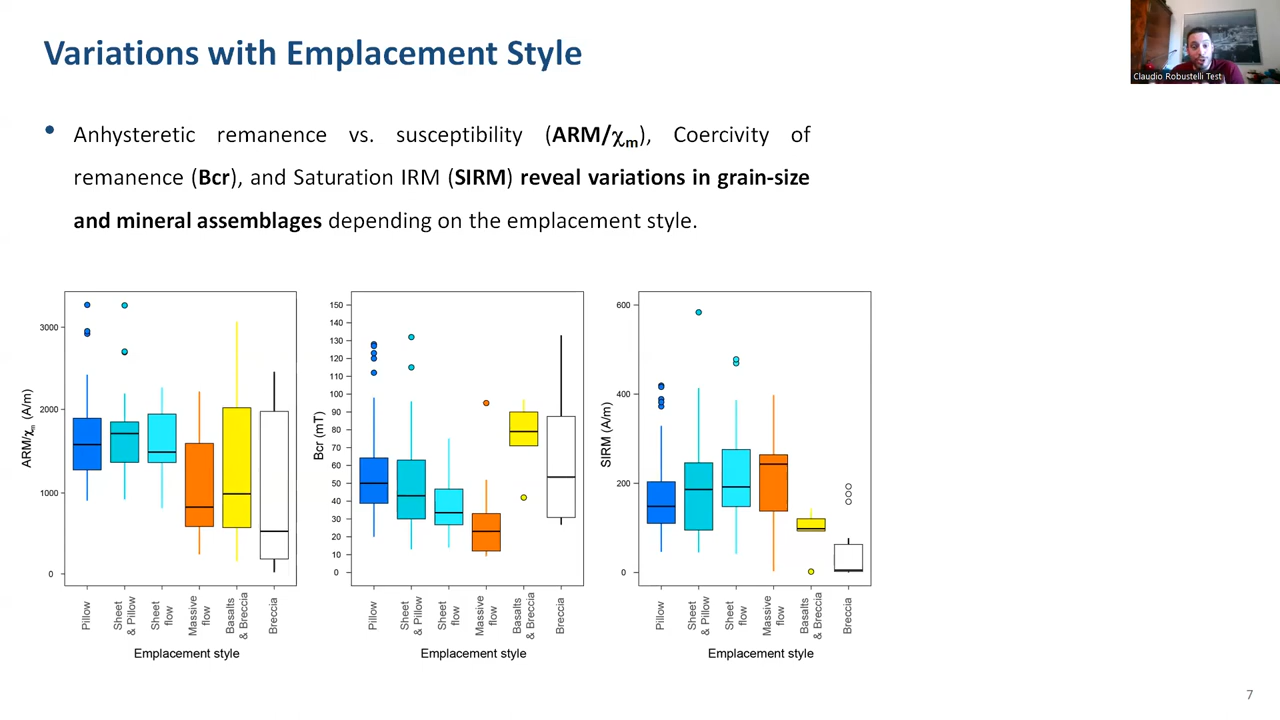 Variations with Emplacement Style
Claudio Robustelli Test
• Anhysteretic remanence vs. susceptibility (ARM/χm), Coercivity of
remanence (Bcr), and Saturation IRM (SIRM) reveal variations in grain-size
and mineral assemblages depending on the emplacement style.
ARM/χm (A/m)
3000
2000
1000
0
Pillow
Sheet
& Pillow
Sheet
flow
Massive
flow
Basalts
& Breccia
Breccia
Emplacement style
Bcr (mT)
150
140
130
120
110
100
90
80
70
60
50
40
30
20
10
0
Pillow
Sheet
& Pillow
Sheet
flow
Massive
flow
Basalts
& Breccia
Breccia
Emplacement style
SIRM (A/m)
600
400
200
0
Pillow
Sheet
& Pillow
Sheet
flow
Massive
flow
Basalts
& Breccia
Breccia
Emplacement style
7